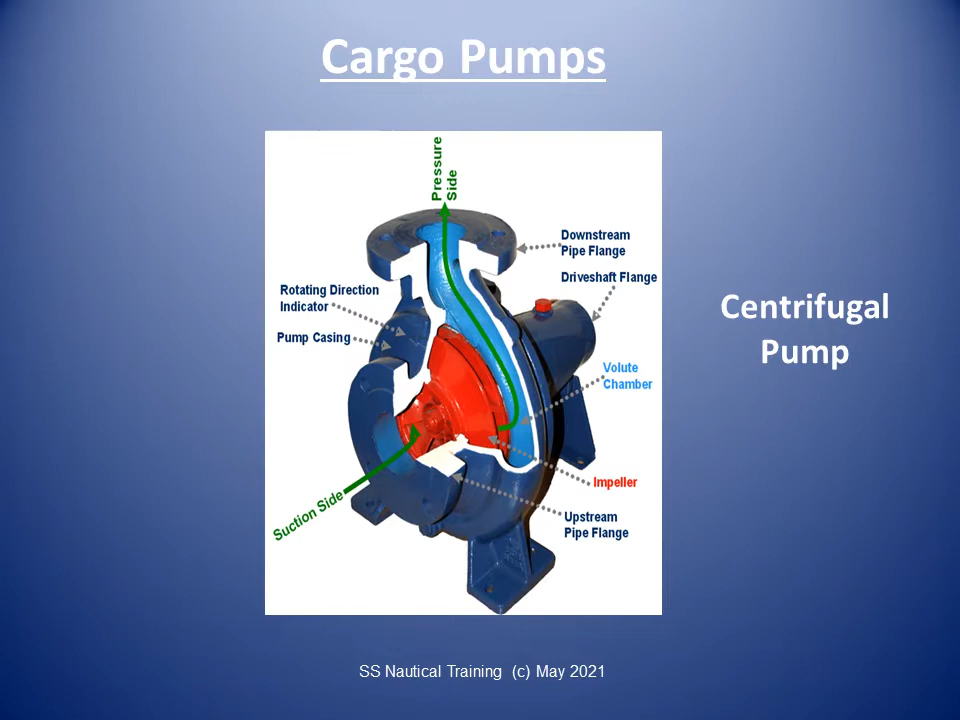 Cargo Pumps
Pressure
Side
Downstream
Pipe Flange
Driveshaft Flange
Rotating Direction
Indicator
Pump Casing
Centrifugal
Pump
Volute
Chamber
Impeller
Suction Side
Upstream
Pipe Flange
SS Nautical Training (c) May 2021